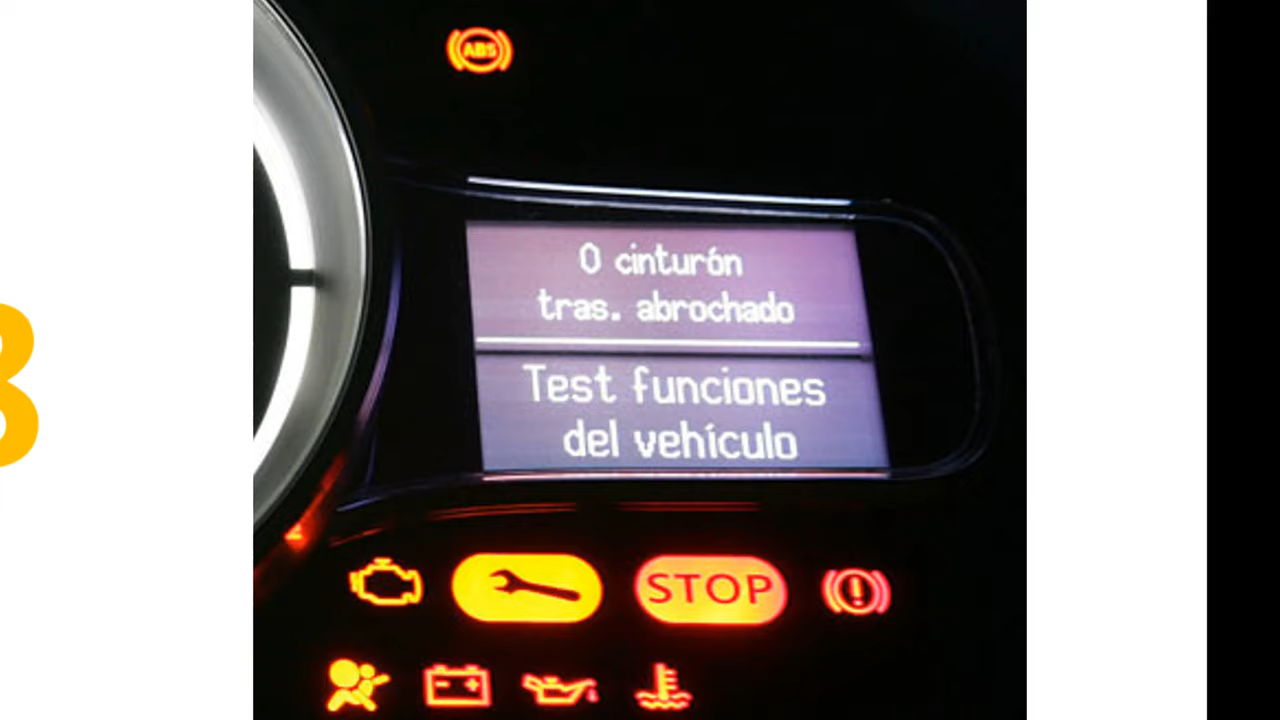 ABS
0 cinturón
tras. abrochado
Test funciones
del vehículo
STOP